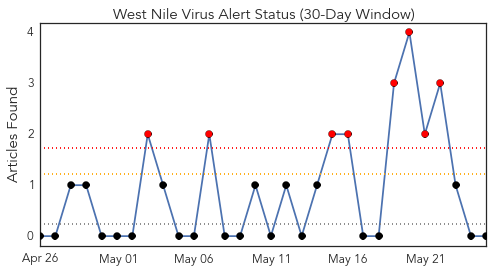 West Nile Virus Alert Status (30-Day Window)
Articles Found
4
3
2
1
0
Apr 26
May 01
May 06
May 11
May 16
May 21